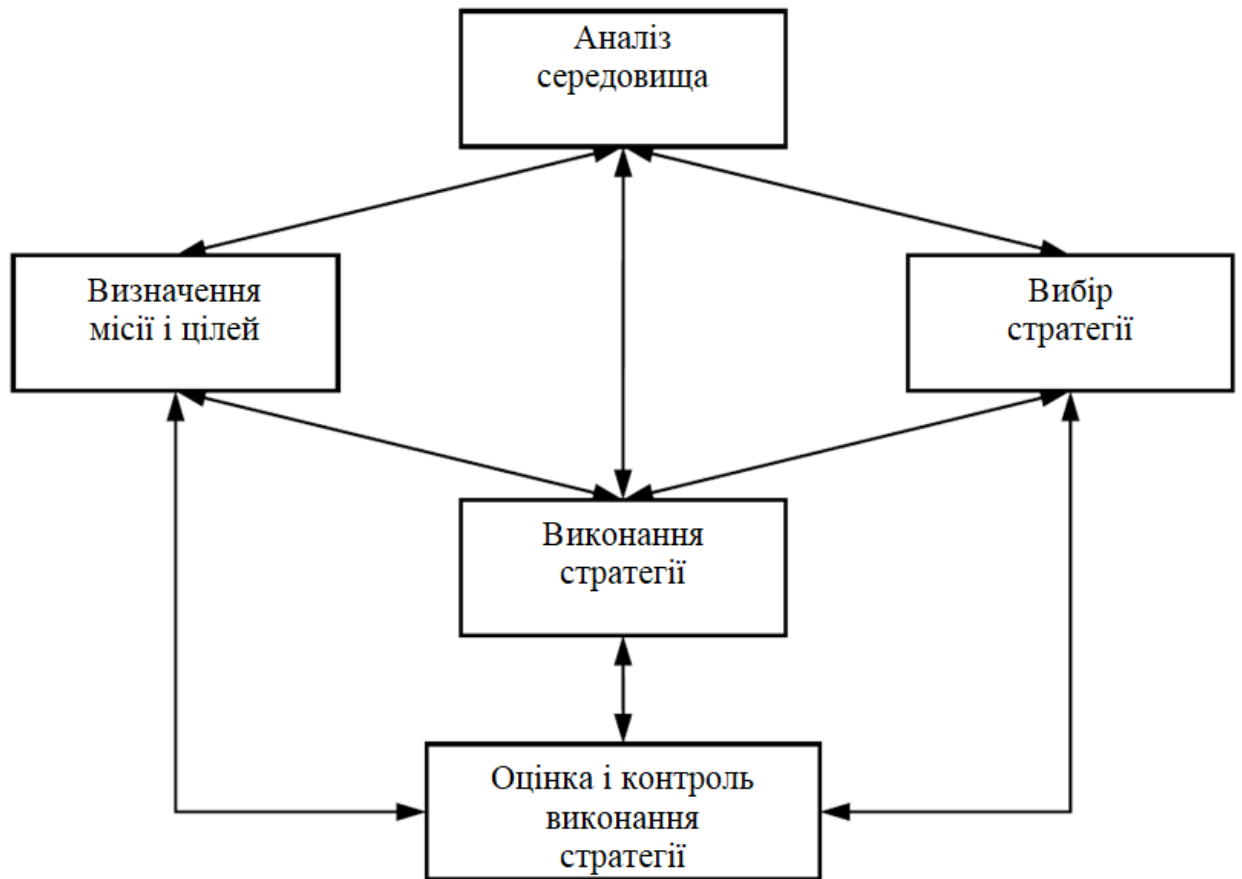 Аналіз
середовища
Визначення
місії і цілей
Вибір
стратегії
Виконання
стратегії
Оцінка і контроль
виконання
стратегії